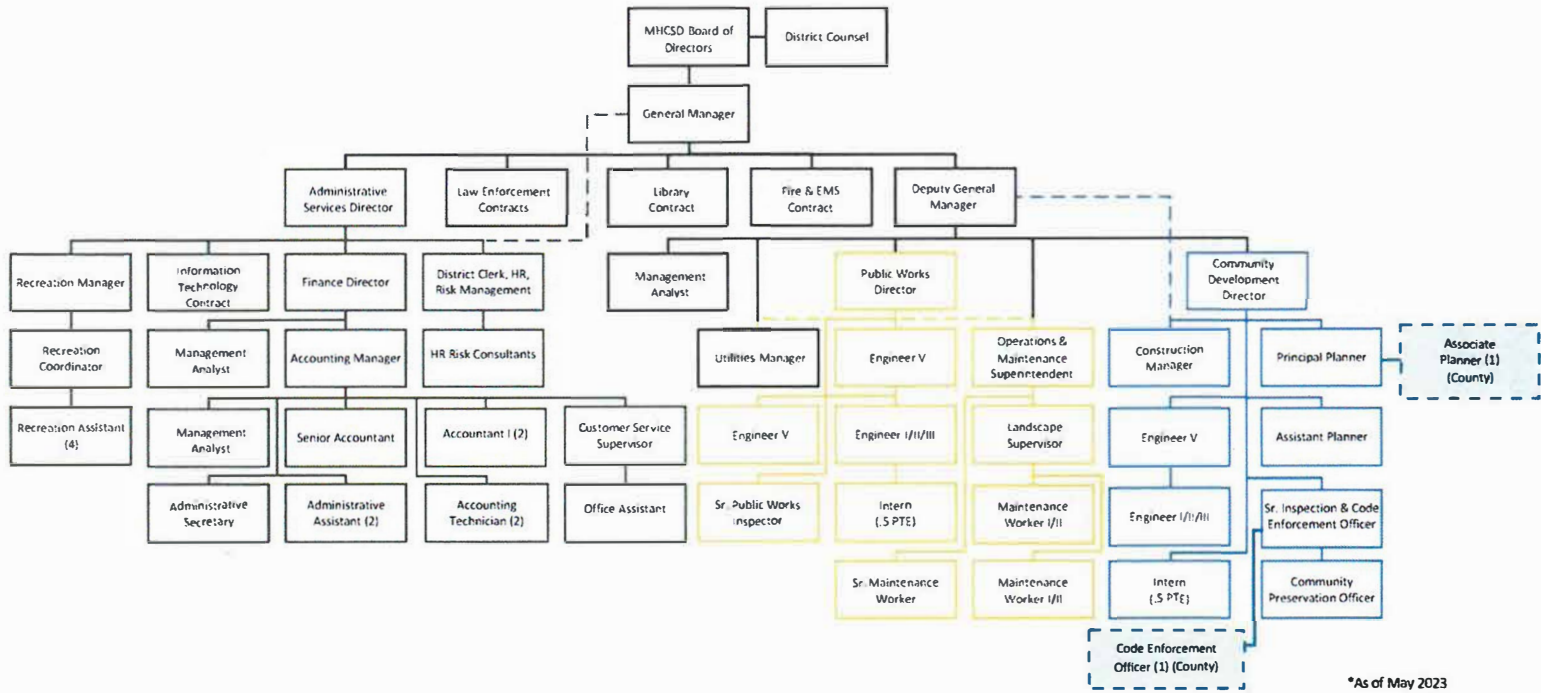 MHCSD Board of
Directors
District Counsel
General Manager
Administrative
Services Director
Law Enforcement
Contracts
Library
Contract
Fire & EMS
Contract
Deputy General
Manager
Recreation Manager
Information
Technology
Contract
Finance Director
District Clerk, HR,
Risk Management
Management
Analyst
Public Works
Director
Community
Development
Director
Recreation
Coordinator
Management
Analyst
Accounting Manager
HR Risk Consultants
Utilities Manager
Engineer V
Operations &
Maintenance
Superintendent
Construction
Manager
Principal Planner
Associate
Planner (1)
(County)
Recreation Assistant
(4)
Management
Analyst
Senior Accountant
Accountant I (2)
Customer Service
Supervisor
Engineer V
Engineer I/II/III
Landscape
Supervisor
Engineer V
Assistant Planner
Administrative
Secretary
Administrative
Assistant (2)
Accounting
Technician (2)
Office Assistant
Sr. Public Works
Inspector
Intern
(.5 PTE)
Maintenance
Worker I/II
Engineer I/II/III
Sr. Inspection & Code
Enforcement Officer
Sr. Maintenance
Worker
Maintenance
Worker I/II
Intern
(.5 PTE)
Community
Preservation Officer
Code Enforcement
Officer (1) (County)
*As of May 2023